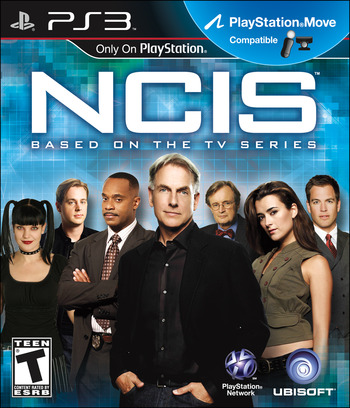 PS3
PlayStation®Move
Compatible
Only On PlayStation®
NCIS™
BASED ON THE TV SERIES
TEEN
T
CONTENT RATED BY
ESRB
PlayStation®
Network
UBISOFT®